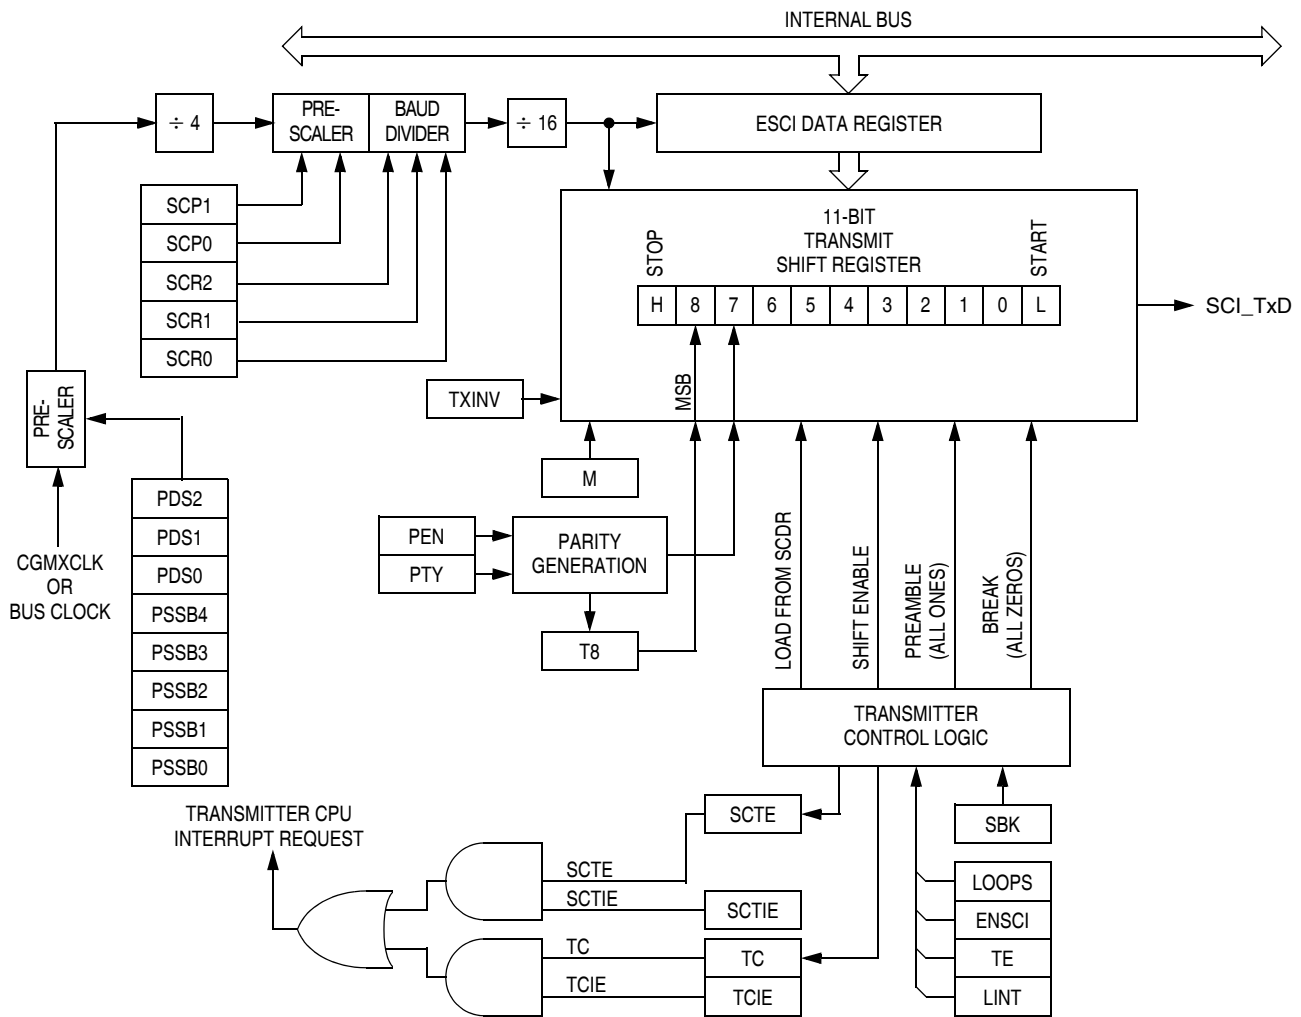 INTERNAL BUS
÷ 4
PRE-
SCALER
BAUD
DIVIDER
÷ 16
ESCI DATA REGISTER
SCP1
SCP0
SCR2
SCR1
SCR0
11-BIT
TRANSMIT
SHIFT REGISTER
STOP
START
H 8 7 6 5 4 3 2 1 0 L
SCI_TxD
MSB
TXINV
M
PRE-
SCALER
CGMXCLK
OR
BUS CLOCK
PDS2
PDS1
PDS0
PSSB4
PSSB3
PSSB2
PSSB1
PSSB0
PEN
PTY
PARITY
GENERATION
T8
LOAD FROM SCDR
SHIFT ENABLE
PREAMBLE
(ALL ONES)
BREAK
(ALL ZEROS)
TRANSMITTER
CONTROL LOGIC
TRANSMITTER CPU
INTERRUPT REQUEST
SCTE
SBK
SCTE
SCTIE
SCTIE
TC
TC
TCIE
TCIE
LOOPS
ENSCI
TE
LINT